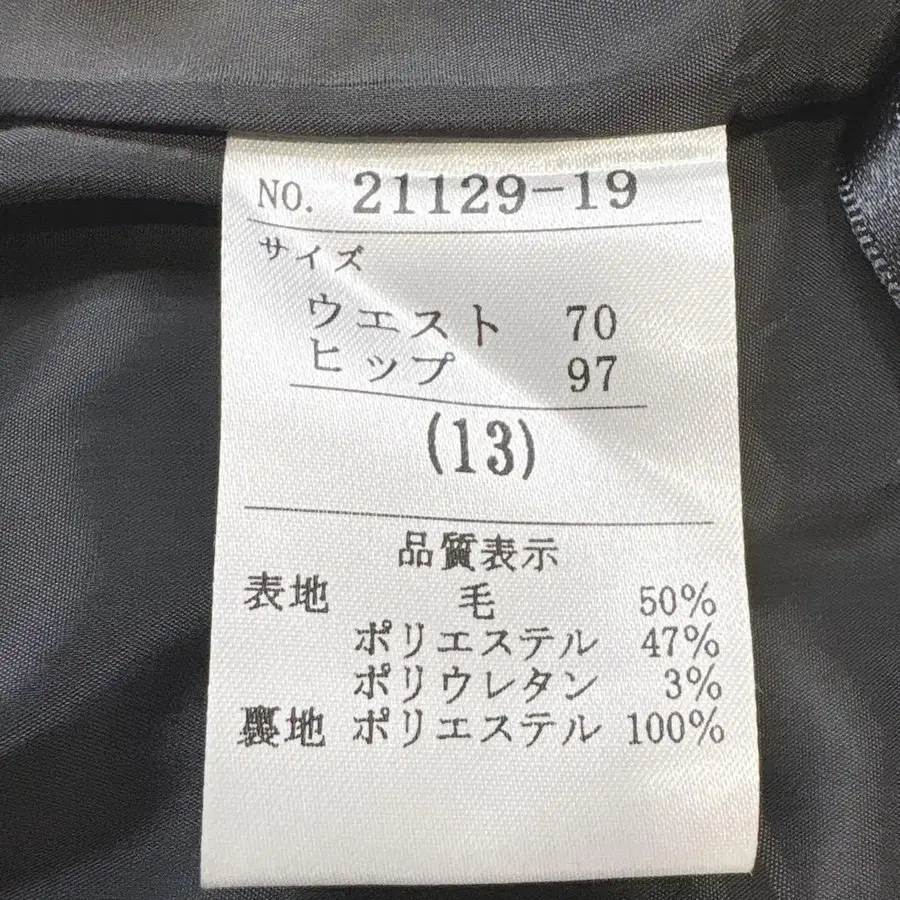 NO. 21129-19
サイズ
ウエスト 70
ヒップ 97
(13)
品質表示
表地 毛 50%
ポリエステル 47%
ポリウレタン 3%
裏地 ポリエステル 100%